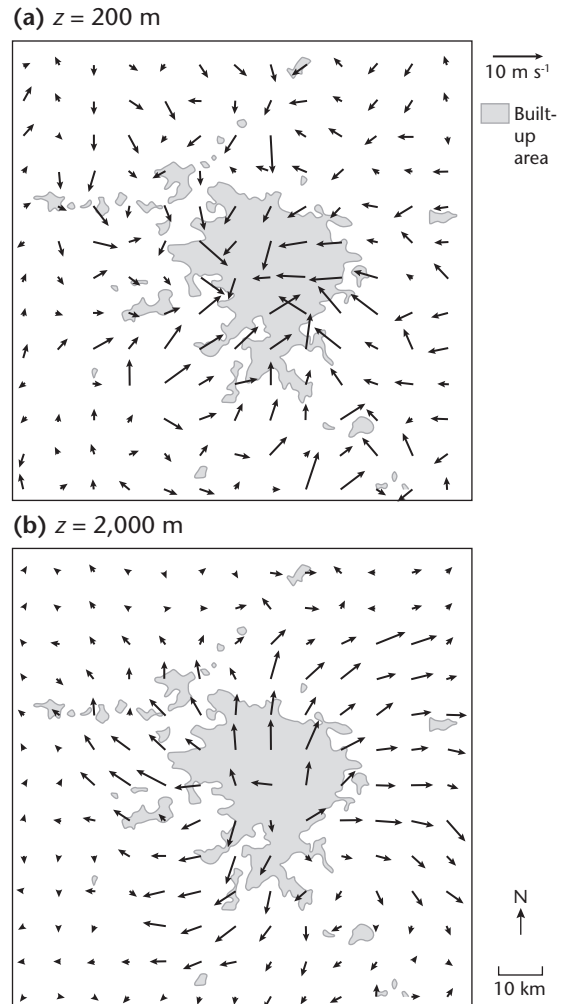 (a) z = 200 m
10 m s⁻¹
Built-
up
area
(b) z = 2,000 m
N
10 km